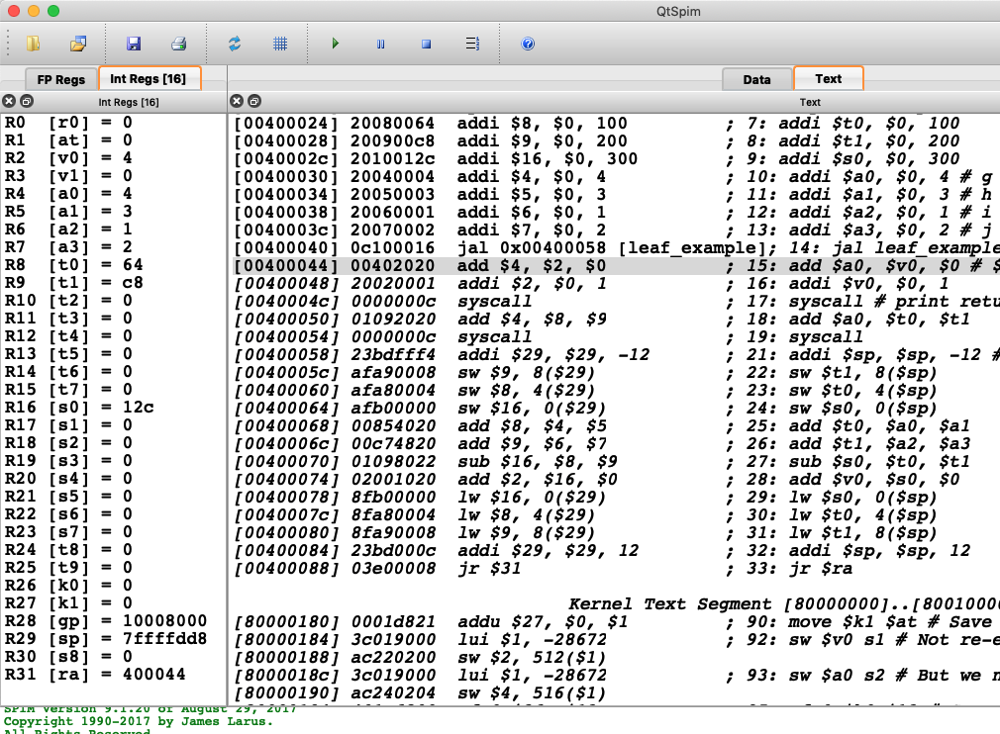 QtSpim
FP Regs Int Regs [16] Data Text
Int Regs [16] Text
R0 [r0] = 0
R1 [at] = 0
R2 [v0] = 4
R3 [v1] = 0
R4 [a0] = 4
R5 [a1] = 3
R6 [a2] = 1
R7 [a3] = 2
R8 [t0] = 64
R9 [t1] = c8
R10 [t2] = 0
R11 [t3] = 0
R12 [t4] = 0
R13 [t5] = 0
R14 [t6] = 0
R15 [t7] = 0
R16 [s0] = 12c
R17 [s1] = 0
R18 [s2] = 0
R19 [s3] = 0
R20 [s4] = 0
R21 [s5] = 0
R22 [s6] = 0
R23 [s7] = 0
R24 [t8] = 0
R25 [t9] = 0
R26 [k0] = 0
R27 [k1] = 0
R28 [gp] = 10008000
R29 [sp] = 7ffffdd8
R30 [s8] = 0
R31 [ra] = 400044
[00400024] 20080064 addi $8, $0, 100 ; 7: addi $t0, $0, 100
[00400028] 200900c8 addi $9, $0, 200 ; 8: addi $t1, $0, 200
[0040002c] 2010012c addi $16, $0, 300 ; 9: addi $s0, $0, 300
[00400030] 20040004 addi $4, $0, 4 ; 10: addi $a0, $0, 4 # g
[00400034] 20050003 addi $5, $0, 3 ; 11: addi $a1, $0, 3 # h
[00400038] 20060001 addi $6, $0, 1 ; 12: addi $a2, $0, 1 # i
[0040003c] 20070002 addi $7, $0, 2 ; 13: addi $a3, $0, 2 # j
[00400040] 0c100016 jal 0x00400058 [leaf_example]; 14: jal leaf_example
[00400044] 00402020 add $4, $2, $0 ; 15: add $a0, $v0, $0 # $
[00400048] 20020001 addi $2, $0, 1 ; 16: addi $v0, $0, 1
[0040004c] 0000000c syscall ; 17: syscall # print retu
[00400050] 01092020 add $4, $8, $9 ; 18: add $a0, $t0, $t1
[00400054] 0000000c syscall ; 19: syscall
[00400058] 23bdfff4 addi $29, $29, -12 ; 21: addi $sp, $sp, -12 #
[0040005c] afa90008 sw $9, 8($29) ; 22: sw $t1, 8($sp)
[00400060] afa80004 sw $8, 4($29) ; 23: sw $t0, 4($sp)
[00400064] afb00000 sw $16, 0($29) ; 24: sw $s0, 0($sp)
[00400068] 00854020 add $8, $4, $5 ; 25: add $t0, $a0, $a1
[0040006c] 00c74820 add $9, $6, $7 ; 26: add $t1, $a2, $a3
[00400070] 01098022 sub $16, $8, $9 ; 27: sub $s0, $t0, $t1
[00400074] 02001020 add $2, $16, $0 ; 28: add $v0, $s0, $0
[00400078] 8fb00000 lw $16, 0($29) ; 29: lw $s0, 0($sp)
[0040007c] 8fa80004 lw $8, 4($29) ; 30: lw $t0, 4($sp)
[00400080] 8fa90008 lw $9, 8($29) ; 31: lw $t1, 8($sp)
[00400084] 23bd000c addi $29, $29, 12 ; 32: addi $sp, $sp, 12
[00400088] 03e00008 jr $31 ; 33: jr $ra
Kernel Text Segment [80000000]..[8001000
[80000180] 0001d821 addu $27, $0, $1 ; 90: move $k1 $at # Save
[80000184] 3c019000 lui $1, -28672 ; 92: sw $v0 s1 # Not re-e
[80000188] ac220200 sw $2, 512($1)
[8000018c] 3c019000 lui $1, -28672 ; 93: sw $a0 s2 # But we n
[80000190] ac240204 sw $4, 516($1)
SPIM Version 9.1.20 of August 29, 2017
Copyright 1990-2017 by James Larus.
All Rights Reserved